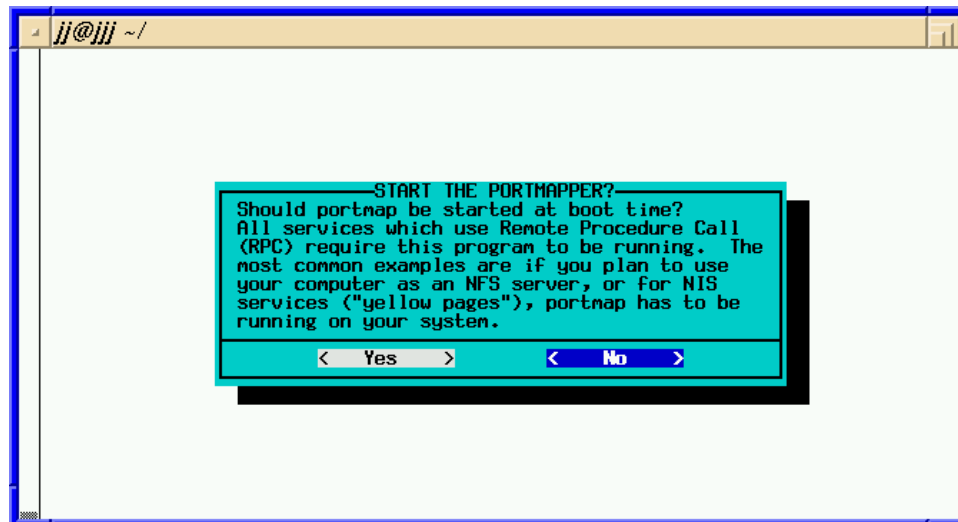 jj@jjj ~/
START THE PORTMAPPER?
Should portmap be started at boot time?
All services which use Remote Procedure Call
(RPC) require this program to be running.  The
most common examples are if you plan to use
your computer as an NFS server, or for NIS
services ("yellow pages"), portmap has to be
running on your system.
<   Yes   > <   No   >